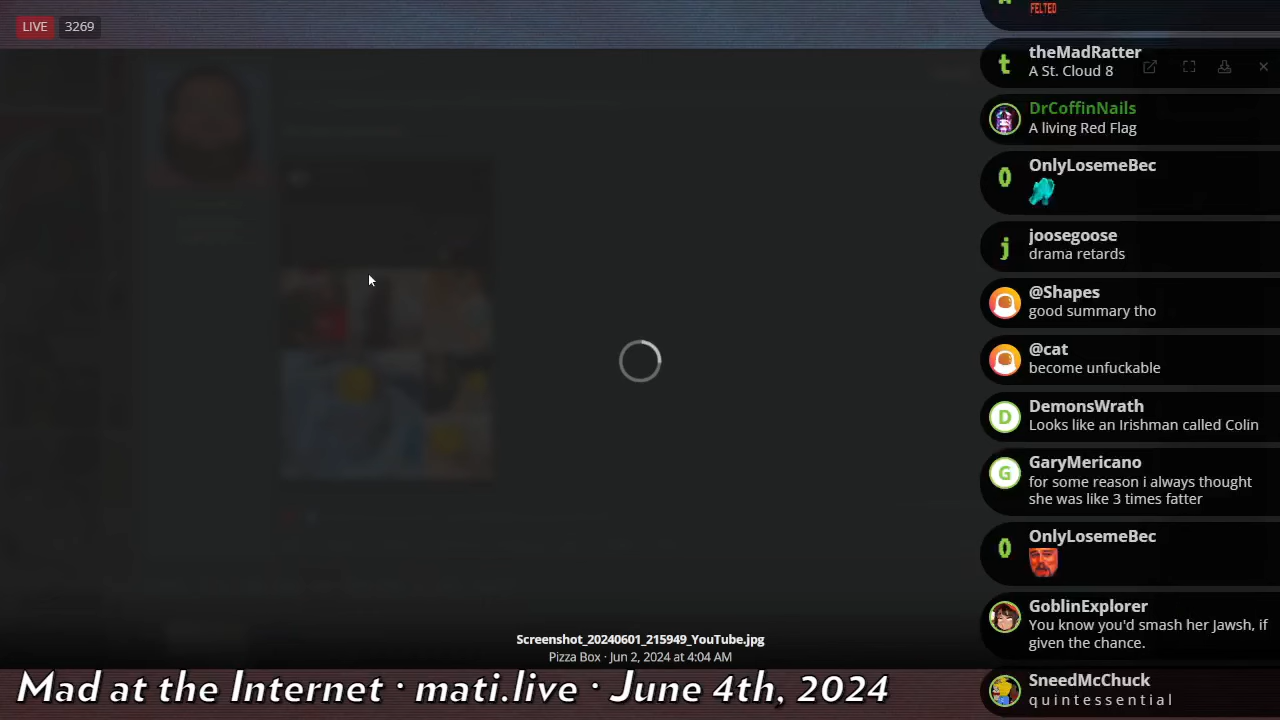 LIVE 3269
FELTED
theMadRatter
A St. Cloud 8
DrCoffinNails
A living Red Flag
OnlyLosemeBec
joosegoose
drama retards
@Shapes
good summary tho
@cat
become unfuckable
DemonsWrath
Looks like an Irishman called Colin
GaryMericano
for some reason i always thought
she was like 3 times fatter
OnlyLosemeBec
GoblinExplorer
You know you'd smash her Jawsh, if
given the chance.
SneedMcChuck
q u i n t e s s e n t i a l
Screenshot_20240601_215949_YouTube.jpg
Pizza Box · Jun 2, 2024 at 4:04 AM
Mad at the Internet · mati.live · June 4th, 2024